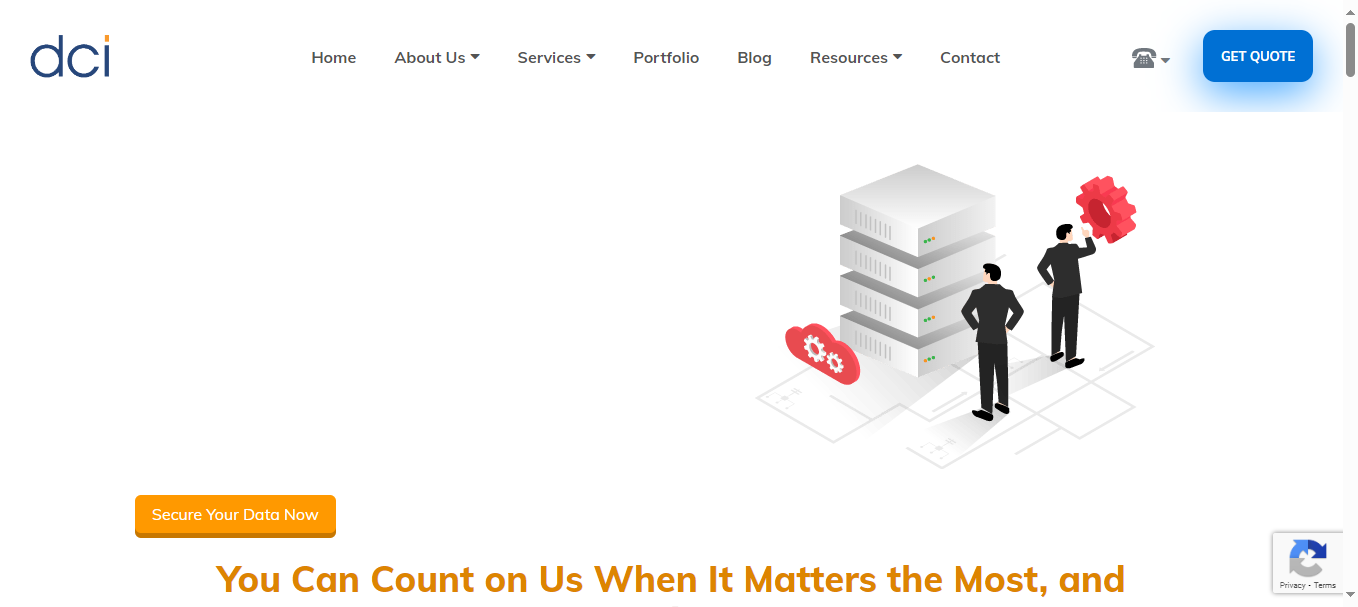 dci
Home
About Us
Services
Portfolio
Blog
Resources
Contact
GET QUOTE
Secure Your Data Now
You Can Count on Us When It Matters the Most, and
Privacy - Terms